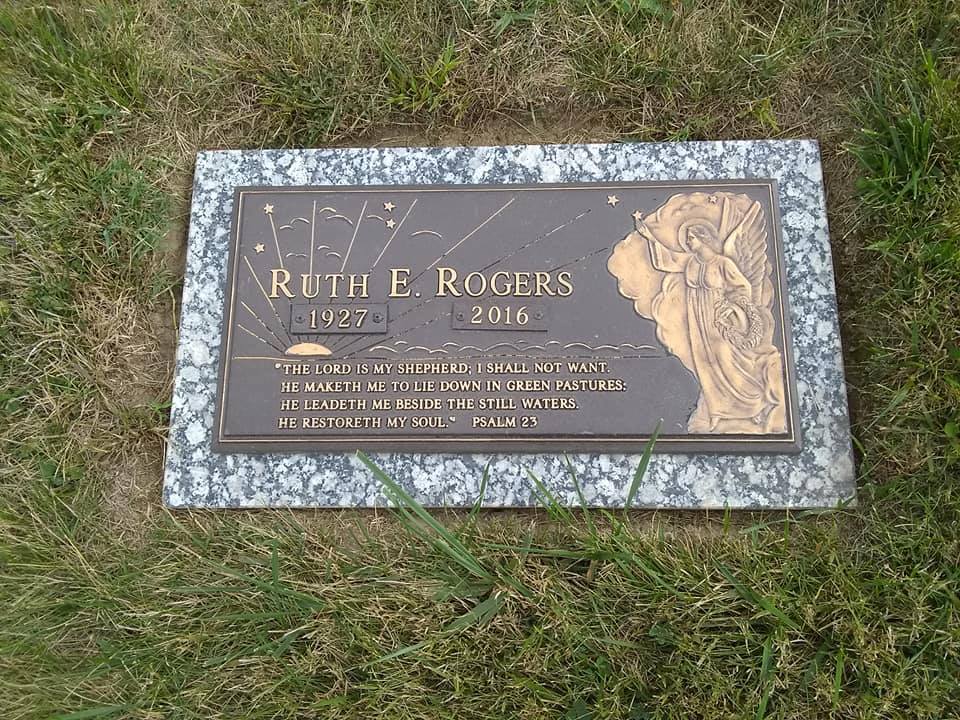 RUTH E. ROGERS
1927 2016
"THE LORD IS MY SHEPHERD; I SHALL NOT WANT.
HE MAKETH ME TO LIE DOWN IN GREEN PASTURES:
HE LEADETH ME BESIDE THE STILL WATERS.
HE RESTORETH MY SOUL." PSALM 23